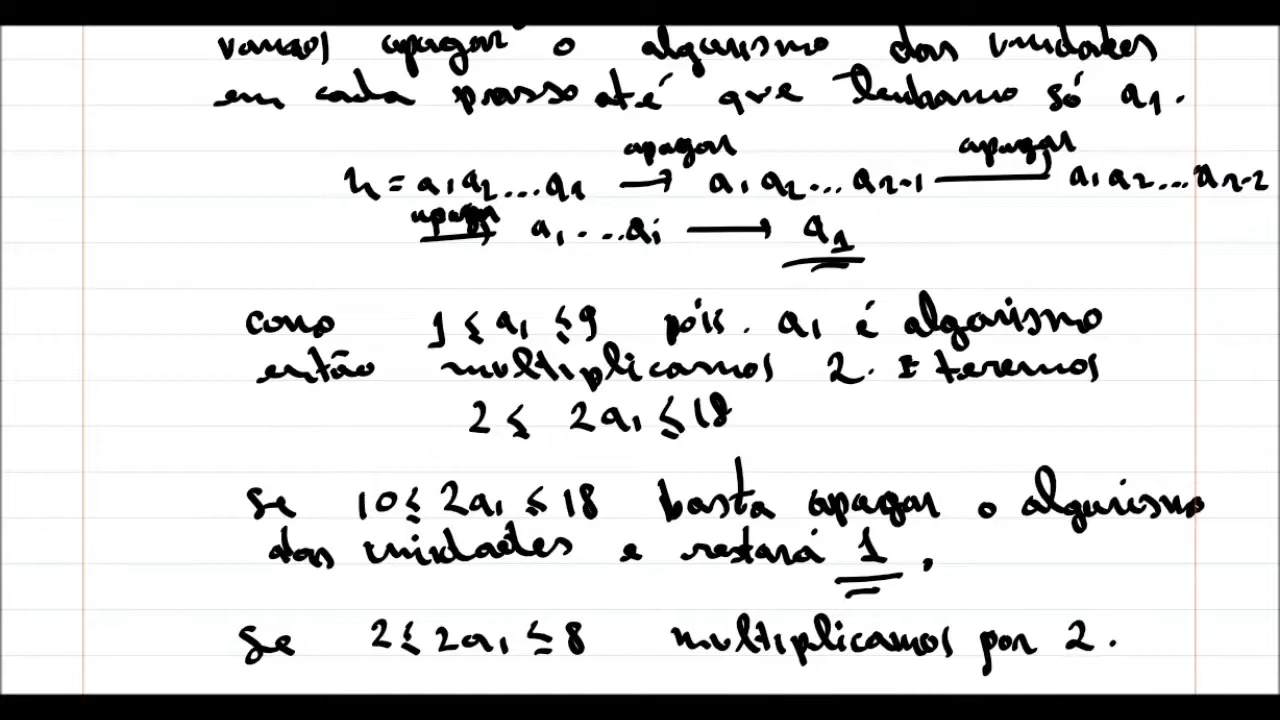 vamos apagar o algarismo das unidades
em cada passo até que tenhamo só a₁.
apagar apagar
n = a₁a₂...aₙ → a₁a₂...aₙ₋₁ → a₁a₂...aₙ₋₂
apagar → a₁...aᵢ → a₁
como 1 ≤ a₁ ≤ 9 póis. a₁ é algarismo
então multiplicamos 2. E teremos
2 ≤ 2a₁ ≤ 18
Se 10 ≤ 2a₁ ≤ 18 basta apagar o algarismo
das unidades e restará 1.
Se 2 ≤ 2a₁ ≤ 8 multiplicamos por 2.